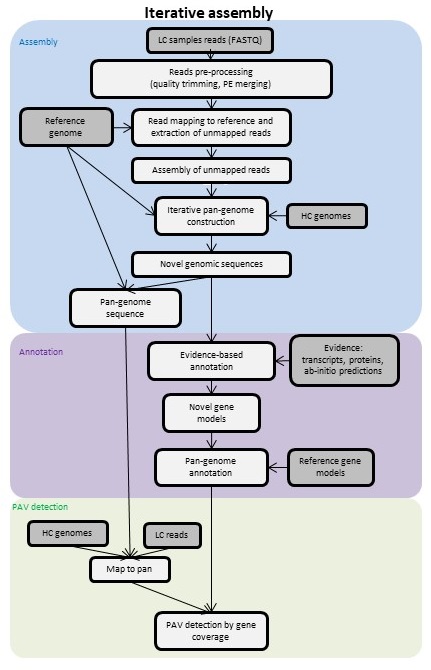 Iterative assembly
Assembly
LC samples reads (FASTQ)
Reads pre-processing
(quality trimming, PE merging)
Reference
genome
Read mapping to reference and
extraction of unmapped reads
Assembly of unmapped reads
Iterative pan-genome
construction
HC genomes
Novel genomic sequences
Pan-genome
sequence
Annotation
Evidence-based
annotation
Evidence:
transcripts, proteins,
ab-initio predictions
Novel gene
models
Pan-genome
annotation
Reference gene
models
PAV detection
HC genomes
LC reads
Map to pan
PAV detection by gene
coverage